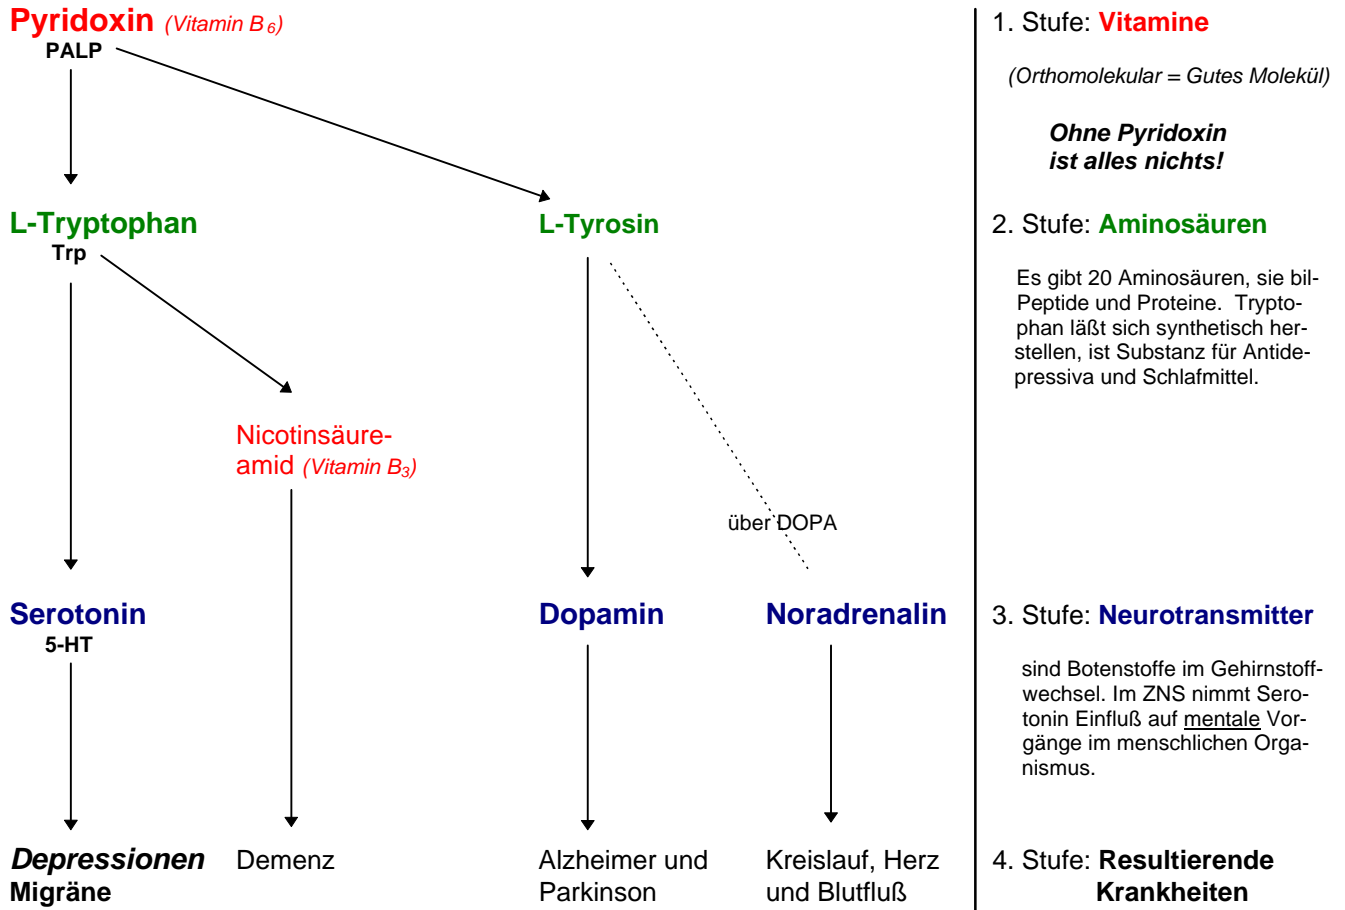 Pyridoxin (Vitamin B6)
PALP
L-Tryptophan
Trp
L-Tyrosin
Nicotinsäure-
amid (Vitamin B3)
über DOPA
Serotonin
5-HT
Dopamin
Noradrenalin
Depressionen
Migräne
Demenz
Alzheimer und
Parkinson
Kreislauf, Herz
und Blutfluß
1. Stufe: Vitamine
(Orthomolekular = Gutes Molekül)
Ohne Pyridoxin
ist alles nichts!
2. Stufe: Aminosäuren
Es gibt 20 Aminosäuren, sie bil-
Peptide und Proteine. Trypto-
phan läßt sich synthetisch her-
stellen, ist Substanz für Antide-
pressiva und Schlafmittel.
3. Stufe: Neurotransmitter
sind Botenstoffe im Gehirnstoff-
wechsel. Im ZNS nimmt Sero-
tonin Einfluß auf mentale Vor-
gänge im menschlichen Orga-
nismus.
4. Stufe: Resultierende
Krankheiten